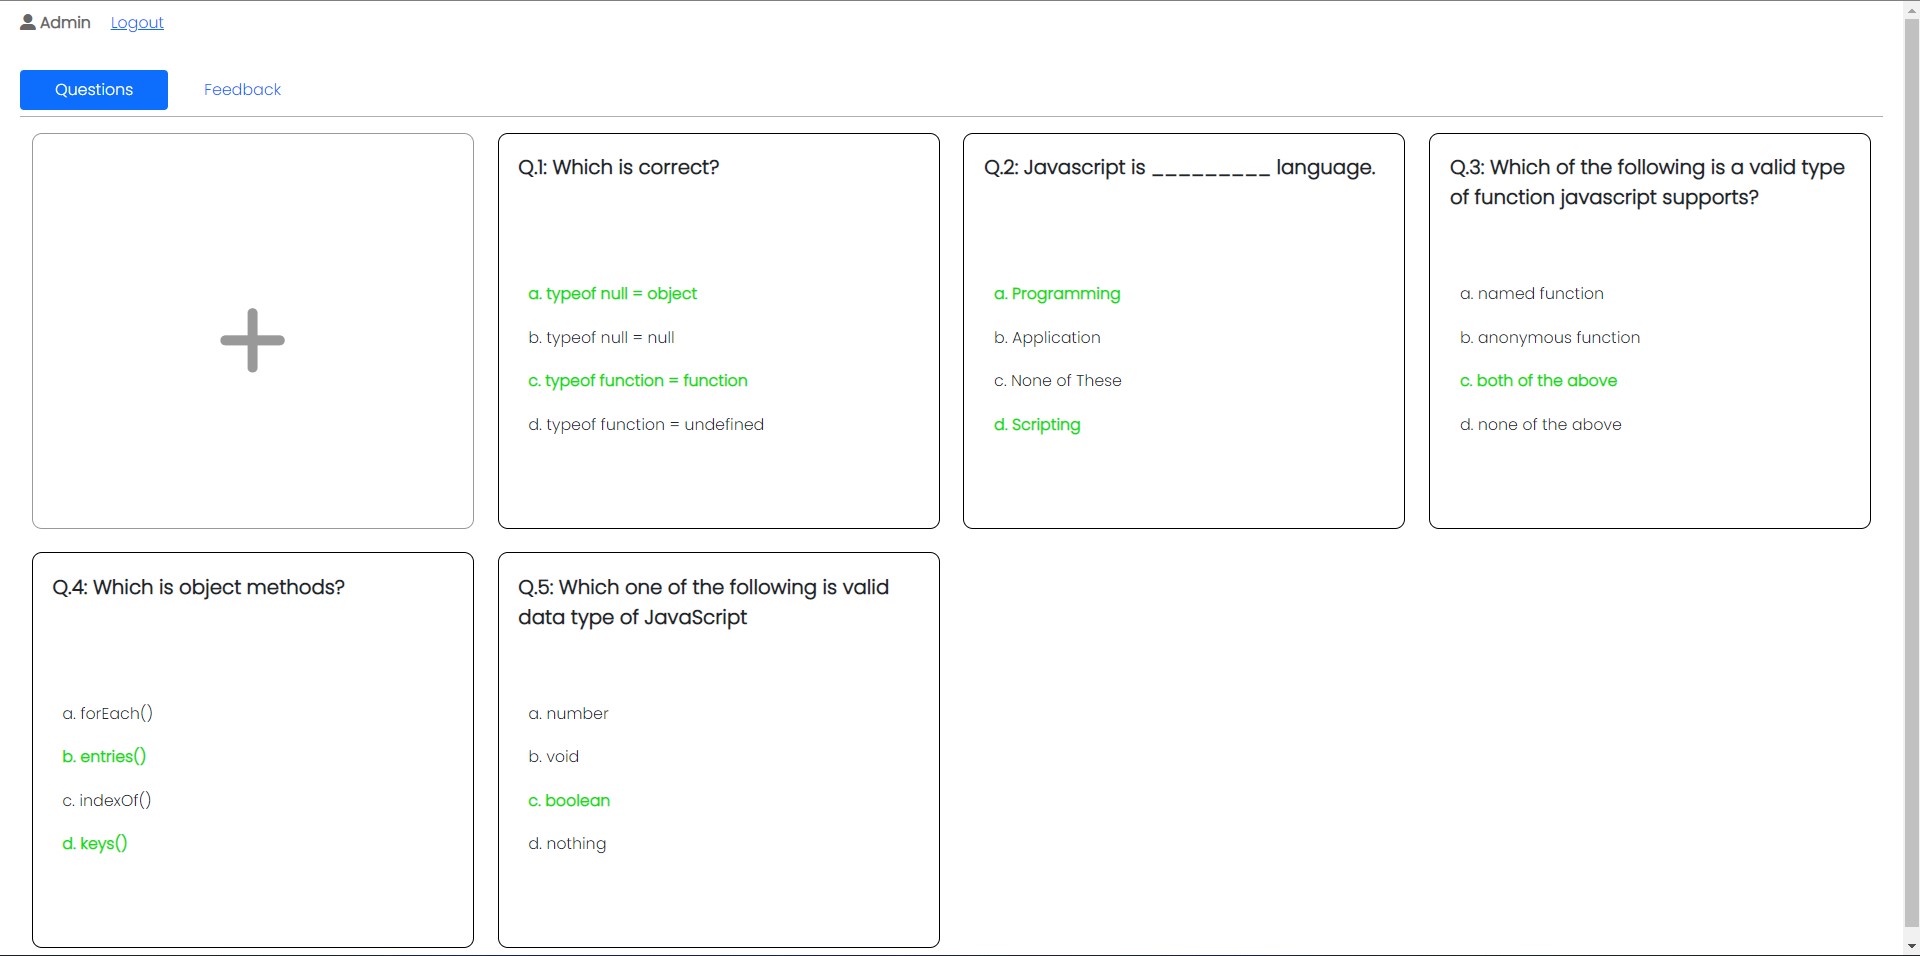 Admin Logout
Questions Feedback
Q.1: Which is correct?
a. typeof null = object
b. typeof null = null
c. typeof function = function
d. typeof function = undefined
Q.2: Javascript is _________ language.
a. Programming
b. Application
c. None of These
d. Scripting
Q.3: Which of the following is a valid type
of function javascript supports?
a. named function
b. anonymous function
c. both of the above
d. none of the above
Q.4: Which is object methods?
a. forEach()
b. entries()
c. indexOf()
d. keys()
Q.5: Which one of the following is valid
data type of JavaScript
a. number
b. void
c. boolean
d. nothing